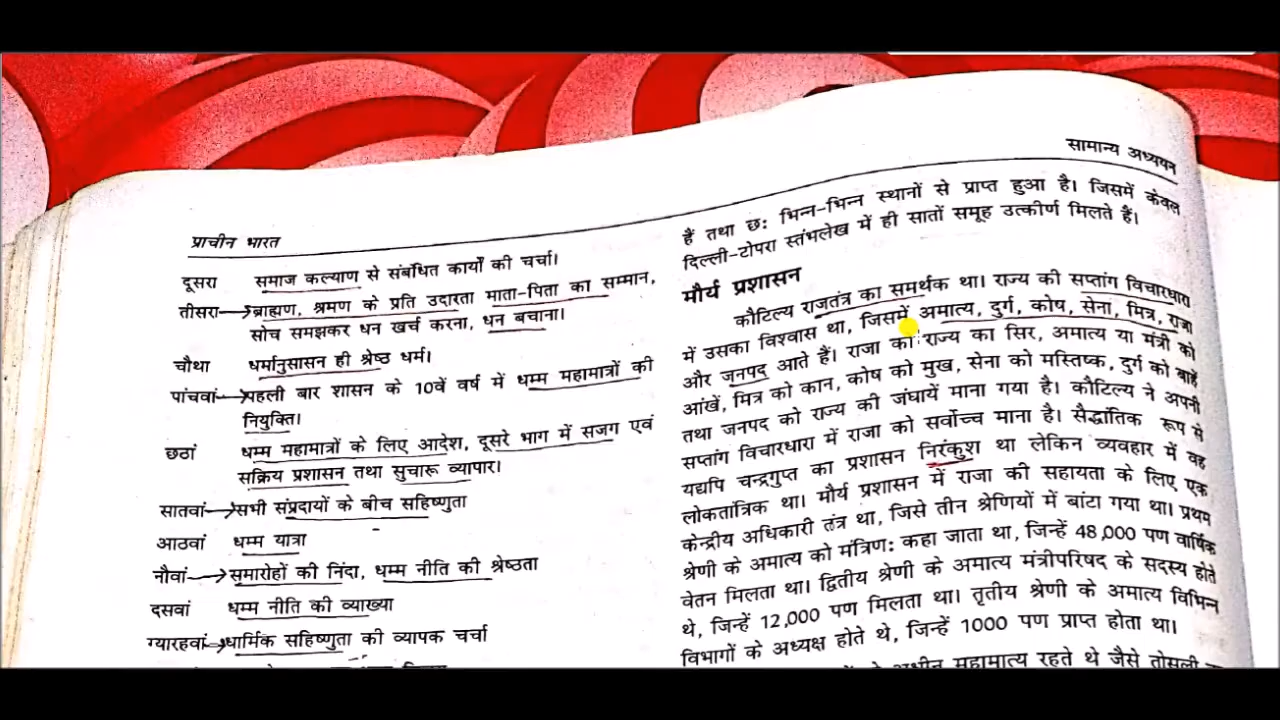 प्राचीन भारत
दूसरा समाज कल्याण से संबंधित कार्यों की चर्चा।
तीसरा ब्राह्मण, श्रमण के प्रति उदारता माता-पिता का सम्मान,
सोच समझकर धन खर्च करना, धन बचाना।
चौथा धर्मानुसासन ही श्रेष्ठ धर्म।
पांचवां पहली बार शासन के 10वें वर्ष में धम्म महामात्रों की
नियुक्ति।
छठां धम्म महामात्रों के लिए आदेश, दूसरे भाग में सजग एवं
सक्रिय प्रशासन तथा सुचारू व्यापार।
सातवां सभी संप्रदायों के बीच सहिष्णुता
आठवां धम्म यात्रा
नौवां समारोहों की निंदा, धम्म नीति की श्रेष्ठता
दसवां धम्म नीति की व्याख्या
ग्यारहवां धार्मिक सहिष्णुता की व्यापक चर्चा
सामान्य अध्ययन
हैं तथा छ: भिन्न-भिन्न स्थानों से प्राप्त हुआ है। जिसमें केवल
दिल्ली-टोपरा स्तंभलेख में ही सातों समूह उत्कीर्ण मिलते हैं।
मौर्य प्रशासन
कौटिल्य राजतंत्र का समर्थक था। राज्य की सप्तांग विचारधारा
में उसका विश्वास था, जिसमें अमात्य, दुर्ग, कोष, सेना, मित्र, राजा
और जनपद आते हैं। राजा को राज्य का सिर, अमात्य या मंत्री को
आंखें, मित्र को कान, कोष को मुख, सेना को मस्तिष्क, दुर्ग को बाहें
तथा जनपद को राज्य की जंघायें माना गया है। कौटिल्य ने अपनी
सप्तांग विचारधारा में राजा को सर्वोच्च माना है। सैद्धांतिक रूप से
यद्यपि चन्द्रगुप्त का प्रशासन निरंकुश था लेकिन व्यवहार में वह
लोकतांत्रिक था। मौर्य प्रशासन में राजा की सहायता के लिए एक
केन्द्रीय अधिकारी तंत्र था, जिसे तीन श्रेणियों में बांटा गया था। प्रथम
श्रेणी के अमात्य को मंत्रिण: कहा जाता था, जिन्हें 48,000 पण वार्षिक
वेतन मिलता था। द्वितीय श्रेणी के अमात्य मंत्रीपरिषद के सदस्य होते
थे, जिन्हें 12,000 पण मिलता था। तृतीय श्रेणी के अमात्य विभिन्न
विभागों के अध्यक्ष होते थे, जिन्हें 1000 पण प्राप्त होता था।
अधीन महामात्य रहते थे जैसे तोसली